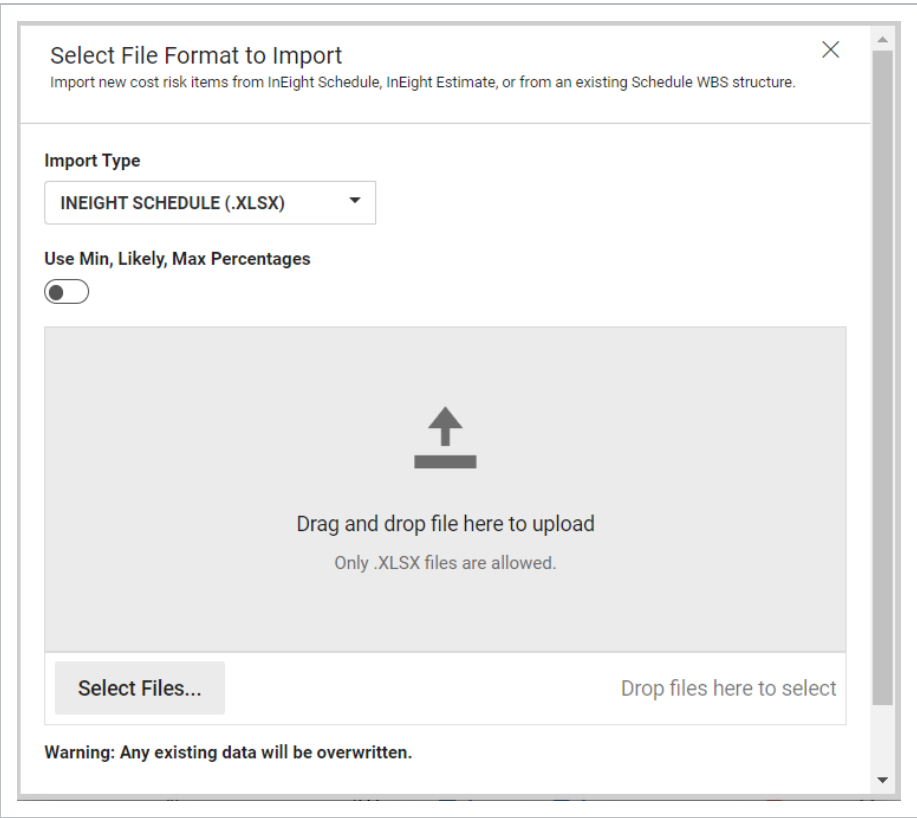 Select File Format to Import
Import new cost risk items from InEight Schedule, InEight Estimate, or from an existing Schedule WBS structure.
Import Type
INEIGHT SCHEDULE (.XLSX)
Use Min, Likely, Max Percentages
Drag and drop file here to upload
Only .XLSX files are allowed.
Select Files...
Drop files here to select
Warning: Any existing data will be overwritten.